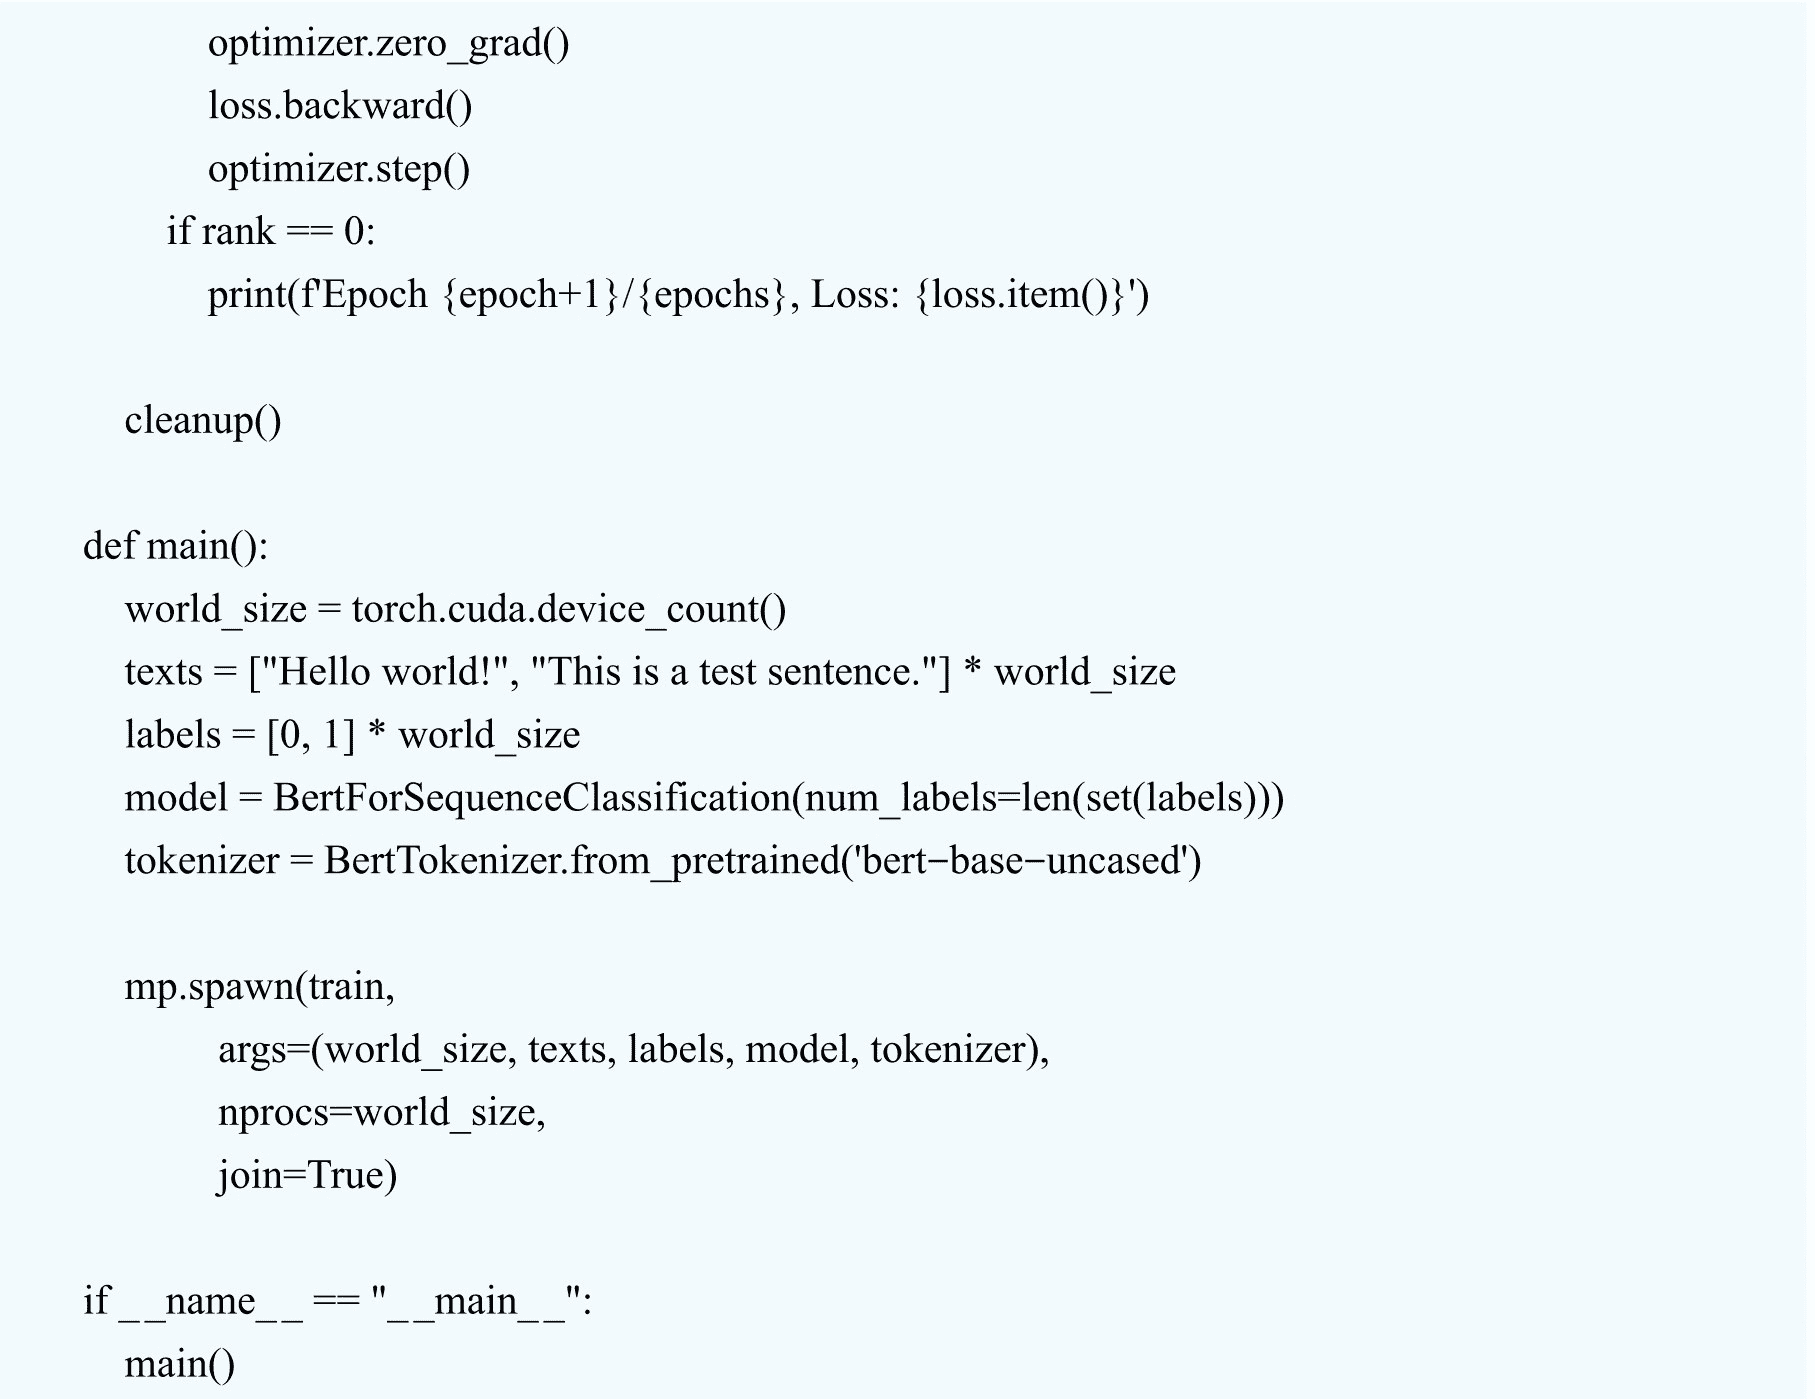 optimizer.zero_grad()
loss.backward()
optimizer.step()
if rank == 0:
print(f'Epoch {epoch+1}/{epochs}, Loss: {loss.item()}')
cleanup()
def main():
world_size = torch.cuda.device_count()
texts = ["Hello world!", "This is a test sentence."] * world_size
labels = [0, 1] * world_size
model = BertForSequenceClassification(num_labels=len(set(labels)))
tokenizer = BertTokenizer.from_pretrained('bert−base−uncased')
mp.spawn(train,
args=(world_size, texts, labels, model, tokenizer),
nprocs=world_size,
join=True)
if __name__ == "__main__":
main()